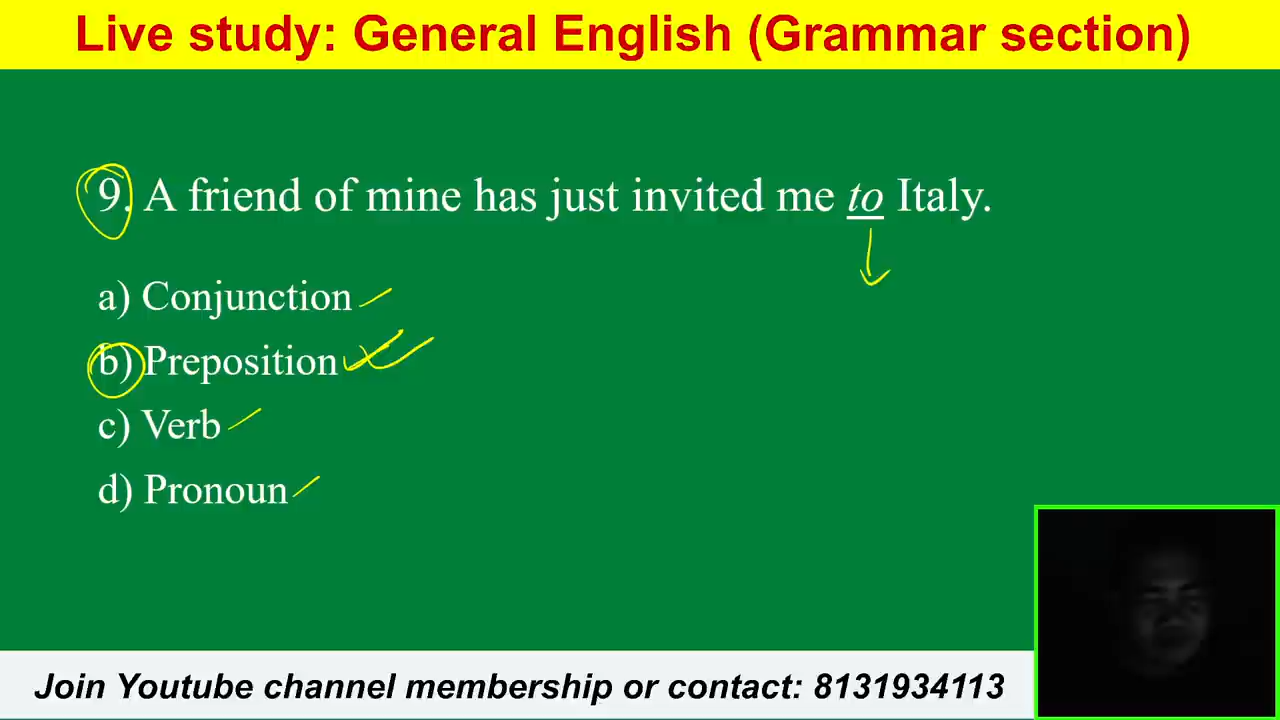 Live study: General English (Grammar section)
9. A friend of mine has just invited me to Italy.
a) Conjunction
b) Preposition
c) Verb
d) Pronoun
Join Youtube channel membership or contact: 8131934113